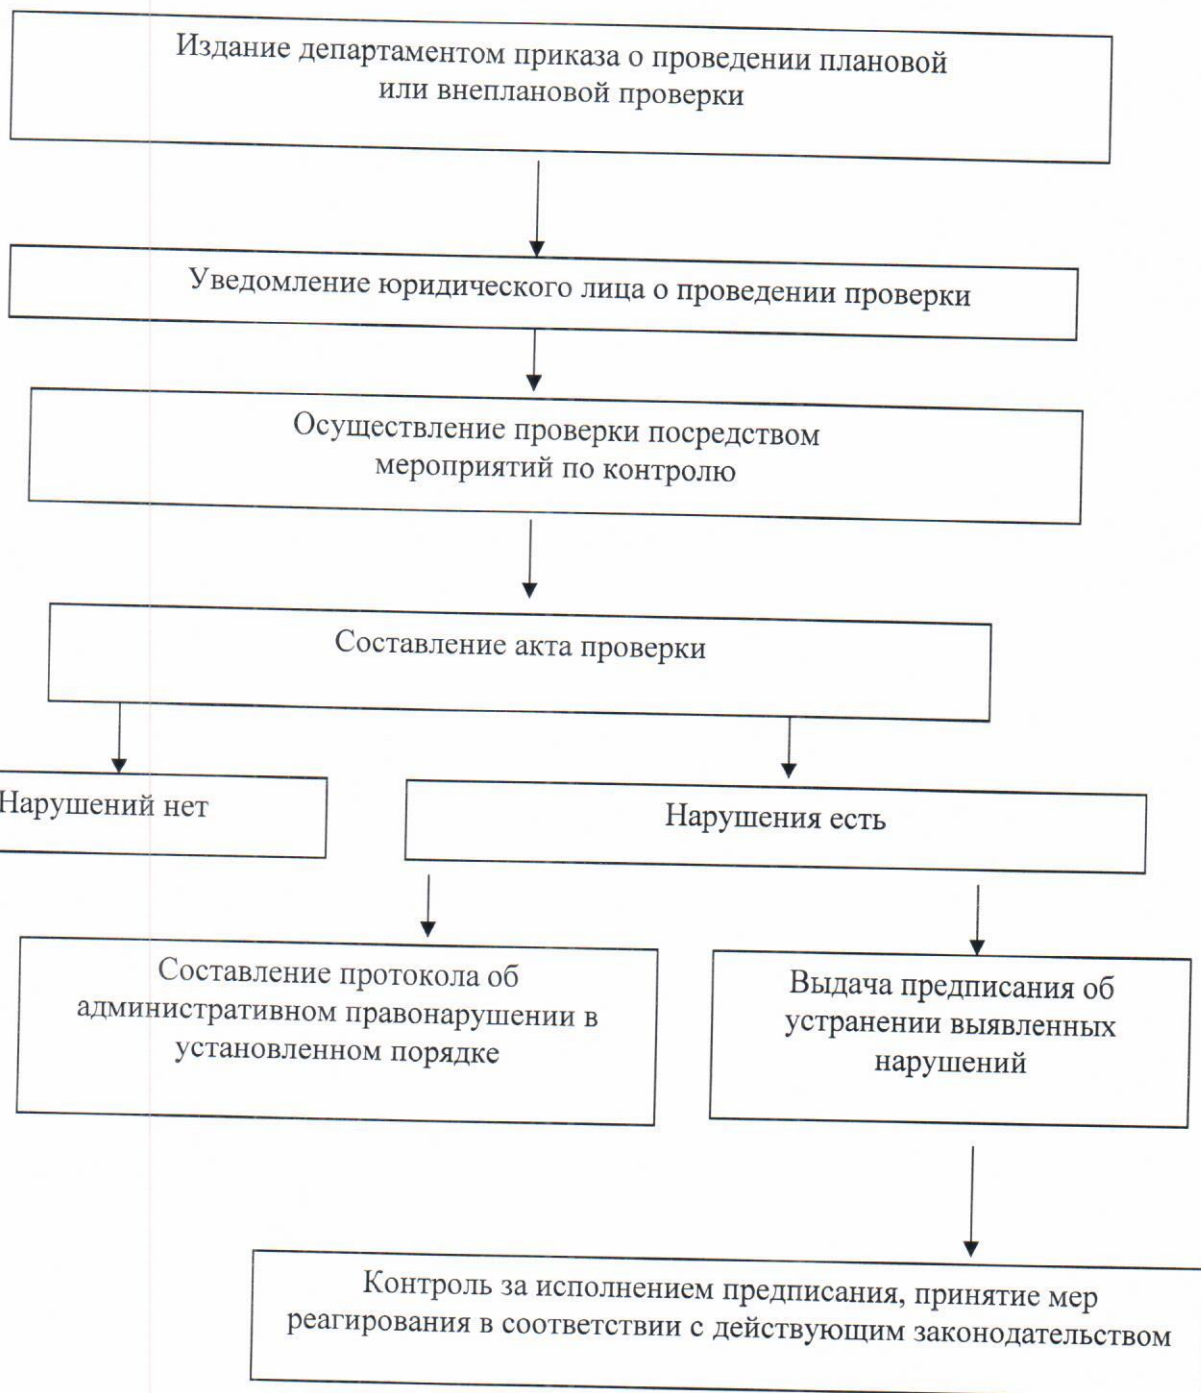 Издание департаментом приказа о проведении плановой
или внеплановой проверки
Уведомление юридического лица о проведении проверки
Осуществление проверки посредством
мероприятий по контролю
Составление акта проверки
Нарушений нет
Нарушения есть
Составление протокола об
административном правонарушении в
установленном порядке
Выдача предписания об
устранении выявленных
нарушений
Контроль за исполнением предписания, принятие мер
реагирования в соответствии с действующим законодательством